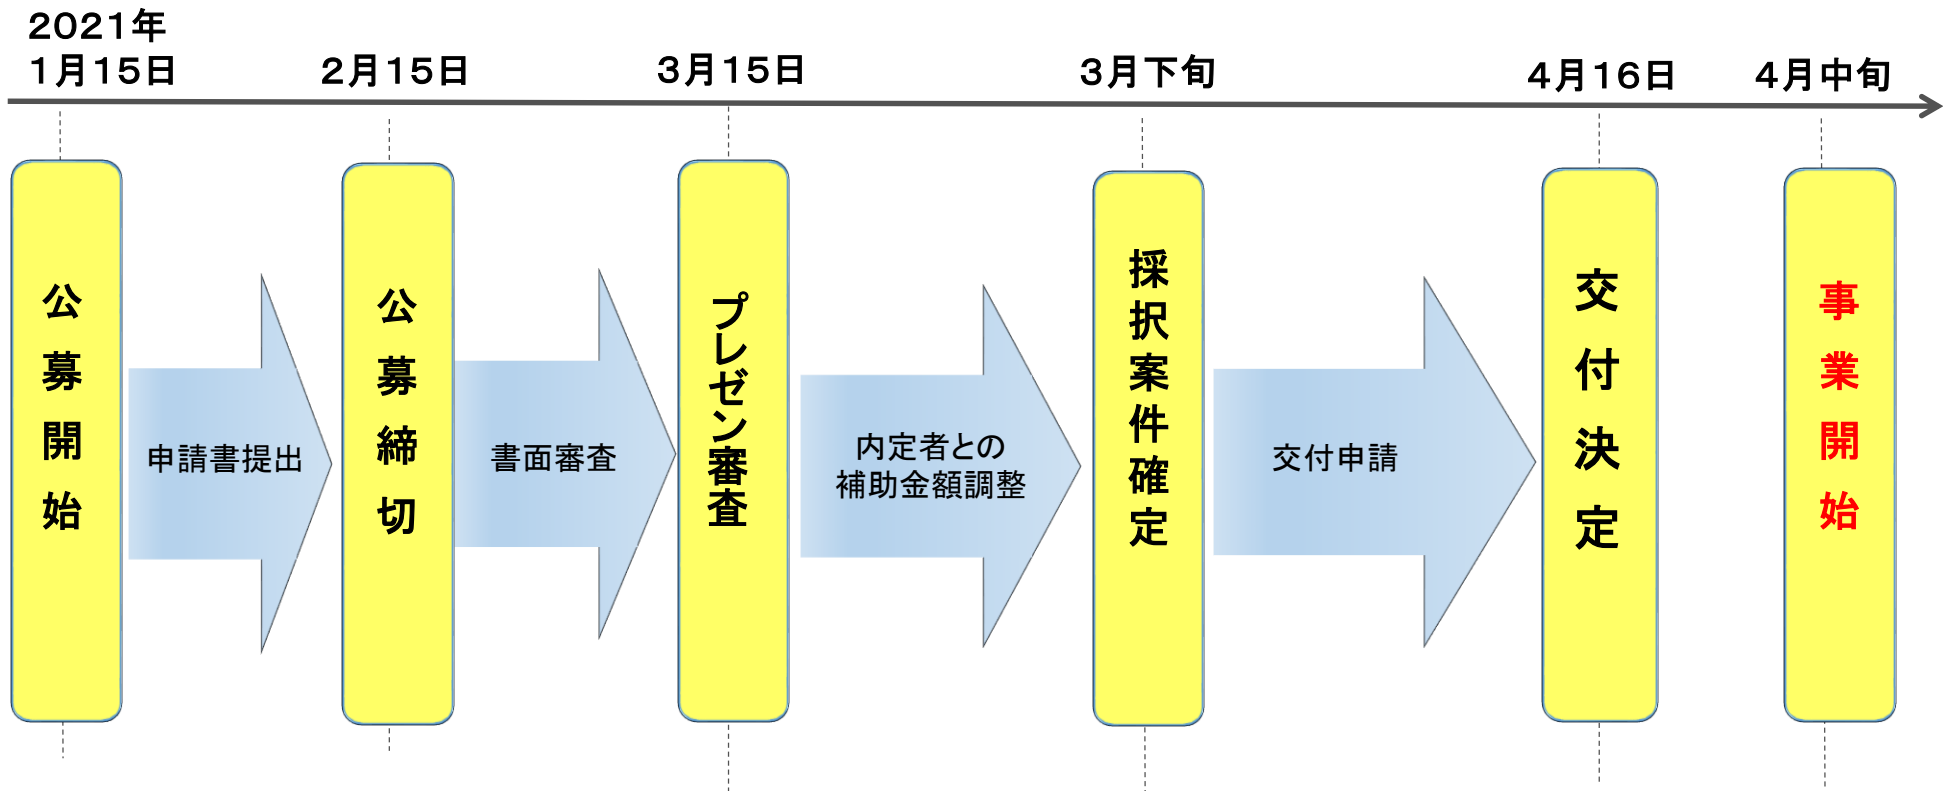 2021年
1月15日
2月15日
3月15日
3月下旬
4月16日
4月中旬
公募開始
申請書提出
公募締切
書面審査
プレゼン審査
内定者との
補助金額調整
採択案件確定
交付申請
交付決定
事業開始